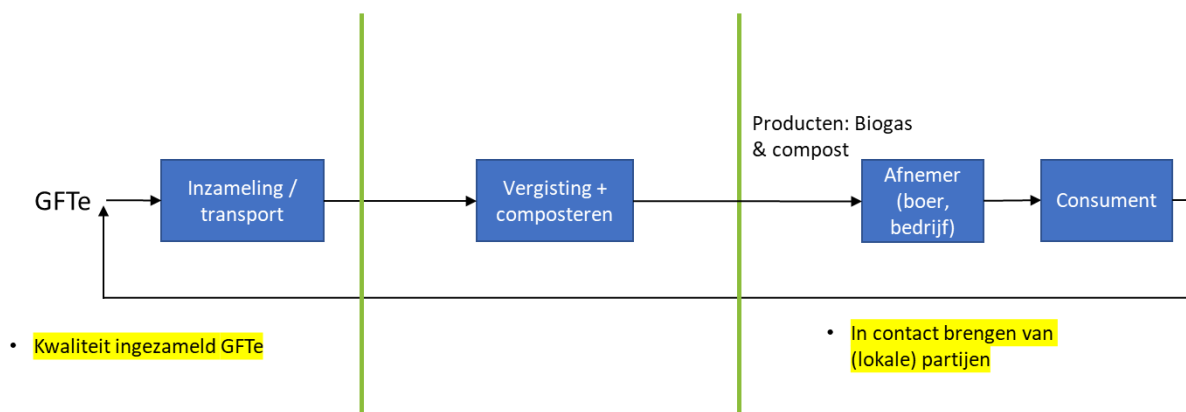 GFTe
Inzameling /
transport
Vergisting +
composteren
Producten: Biogas
& compost
Afnemer
(boer,
bedrijf)
Consument
• Kwaliteit ingezameld GFTe
• In contact brengen van
(lokale) partijen